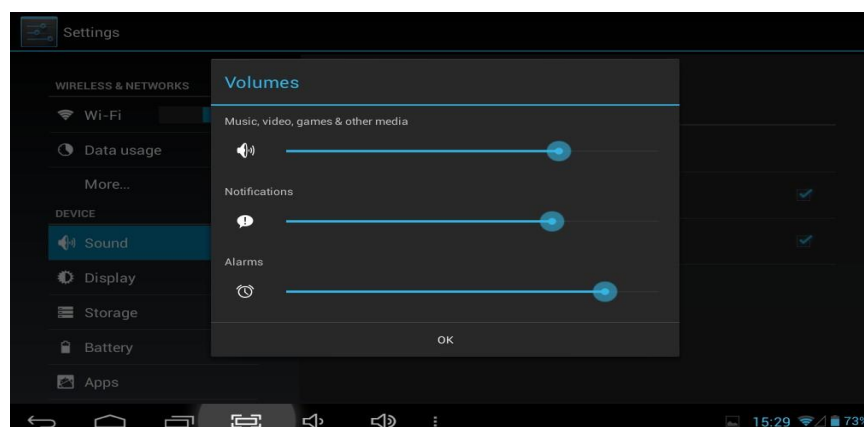 Settings
WIRELESS & NETWORKS
Wi-Fi
Data usage
More...
DEVICE
Sound
Display
Storage
Battery
Apps
Volumes
Music, video, games & other media
Notifications
Alarms
OK
15:29 73%